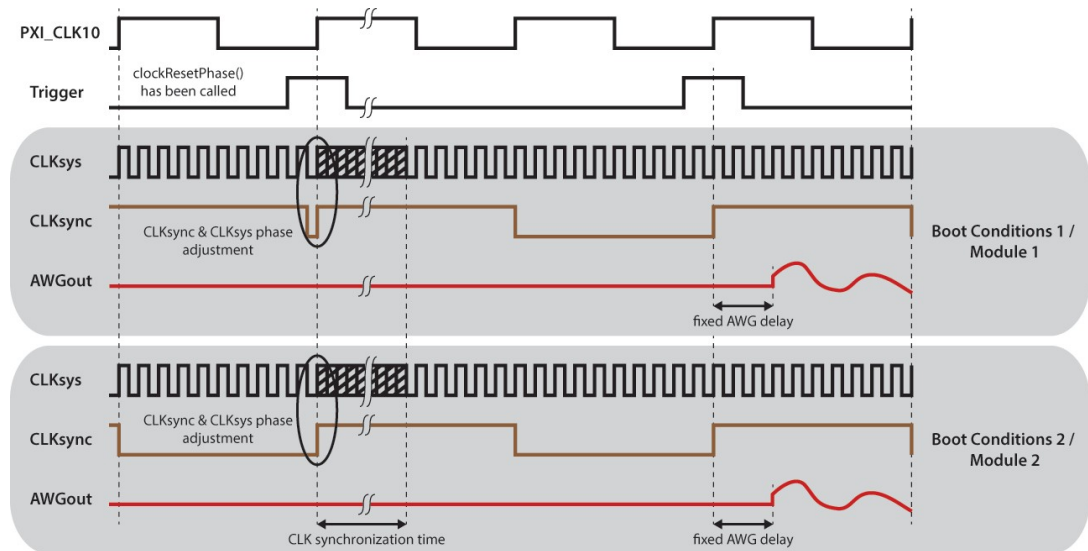 PXI_CLK10
Trigger
clockResetPhase()
has been called
CLKsys
CLKsync
CLKsync & CLKsys phase
adjustment
AWGout
fixed AWG delay
Boot Conditions 1 /
Module 1
CLKsys
CLKsync
CLKsync & CLKsys phase
adjustment
AWGout
CLK synchronization time
fixed AWG delay
Boot Conditions 2 /
Module 2